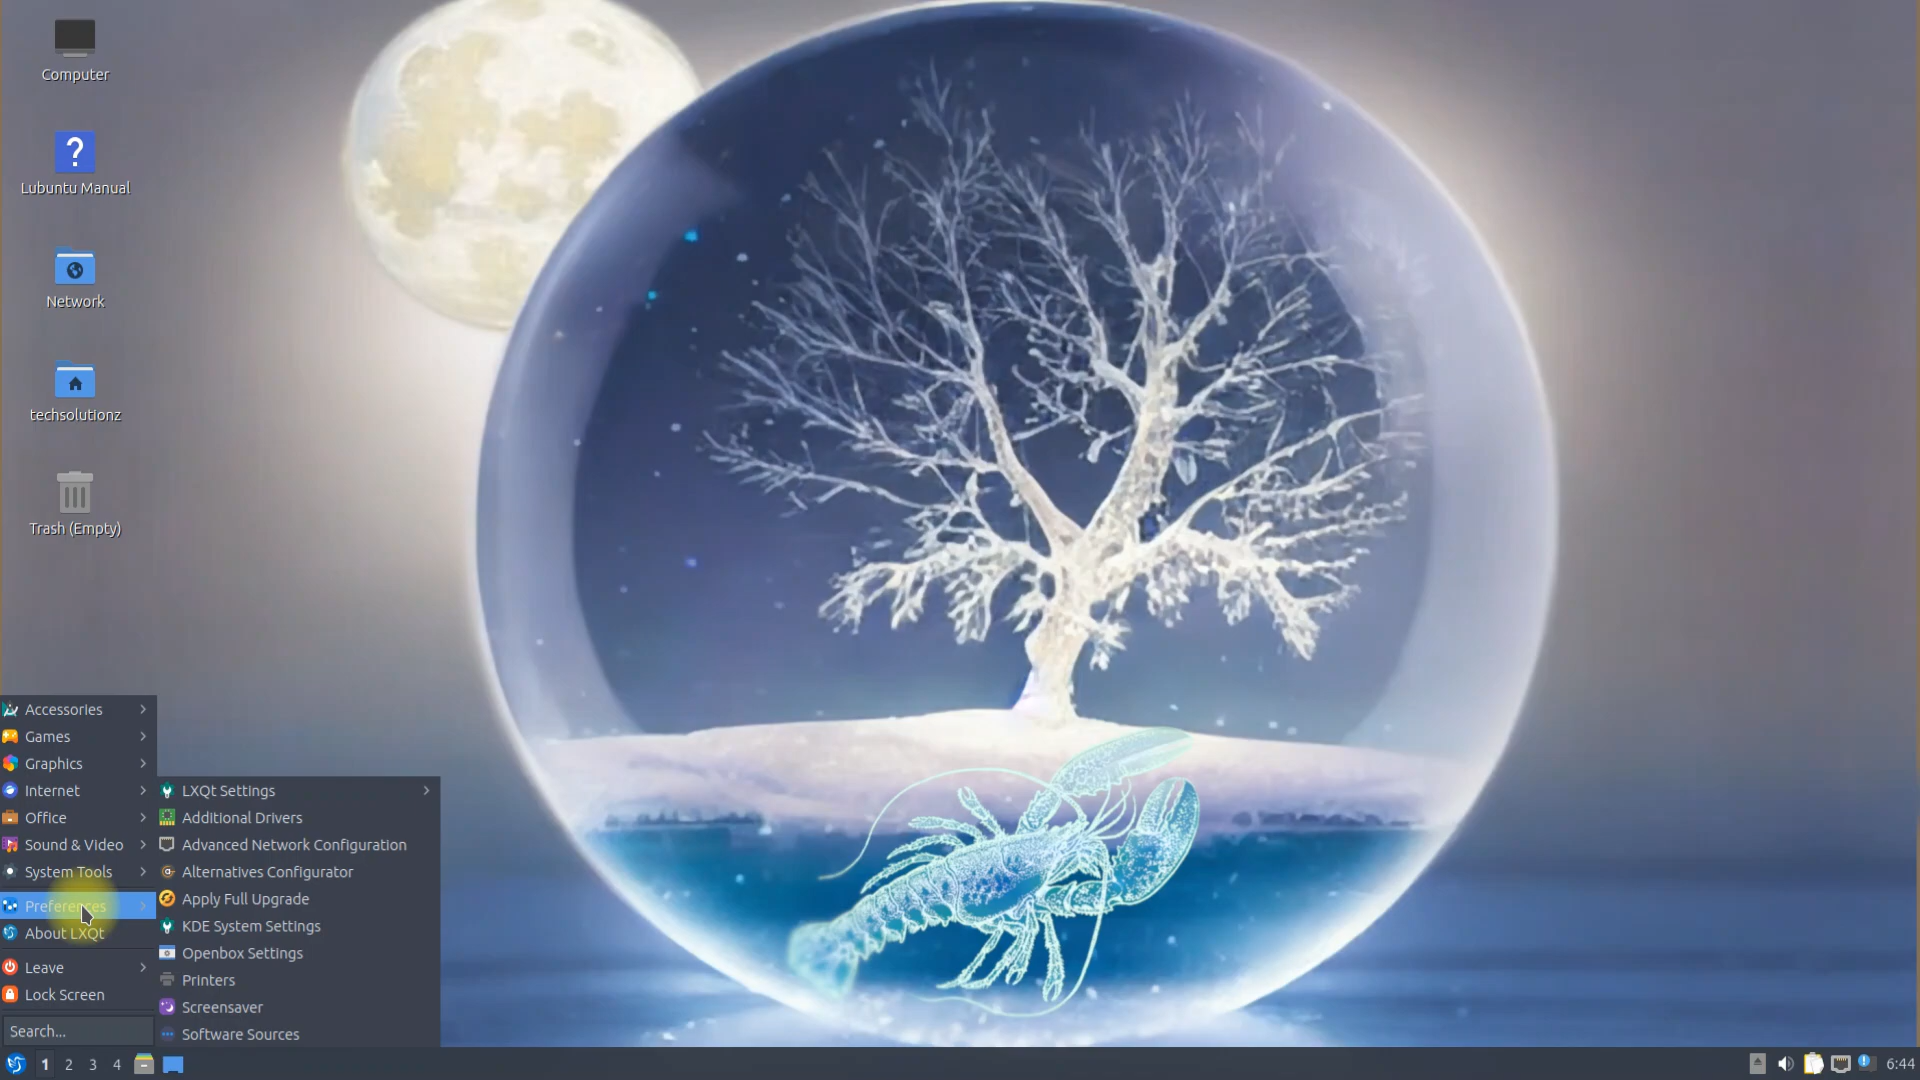 Computer
?
Lubuntu Manual
Network
techsolutionz
Trash (Empty)
Accessories
Games
Graphics
Internet
Office
Sound & Video
System Tools
Preferences
About LXQt
Leave
Lock Screen
Search...
LXQt Settings
Additional Drivers
Advanced Network Configuration
Alternatives Configurator
Apply Full Upgrade
KDE System Settings
Openbox Settings
Printers
Screensaver
Software Sources
1 2 3 4
6:44